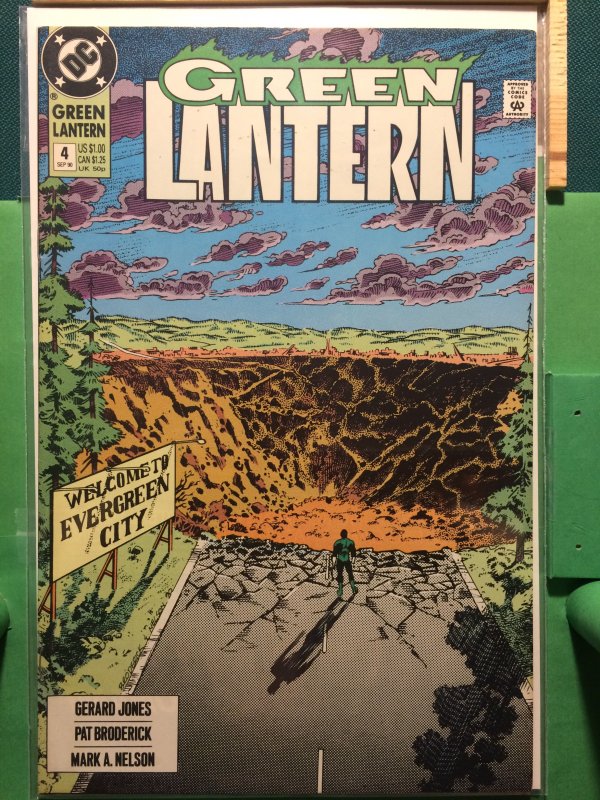 DC
®
GREEN
LANTERN
4
SEP 90
US $1.00
CAN $1.25
UK 50p
GREEN
LANTERN
APPROVED
BY THE
COMICS
CODE
CA
AUTHORITY
WELCOME TO
EVERGREEN
CITY
GERARD JONES
PAT BRODERICK
MARK A. NELSON